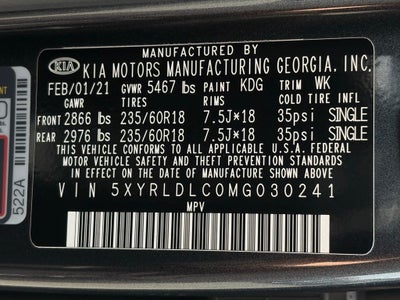 MANUFACTURED BY
KIA KIA MOTORS MANUFACTURING GEORGIA, INC.
FEB/01/21 GVWR 5467 lbs PAINT KDG TRIM WK
GAWR TIRES RIMS COLD TIRE INFL
FRONT 2866 lbs 235/60R18 7.5J×18 35psi SINGLE
REAR 2976 lbs 235/60R18 7.5J×18 35psi SINGLE
THIS VEHICLE CONFORMS TO ALL APPLICABLE U.S.A. FEDERAL
MOTOR VEHICLE SAFETY, BUMPER, AND THEFT PREVENTION STANDARDS
IN EFFECT ON THE DATE OF MANUFACTURE SHOWN ABOVE.
VIN 5XYRLDLC0MG030241
MPV
522A